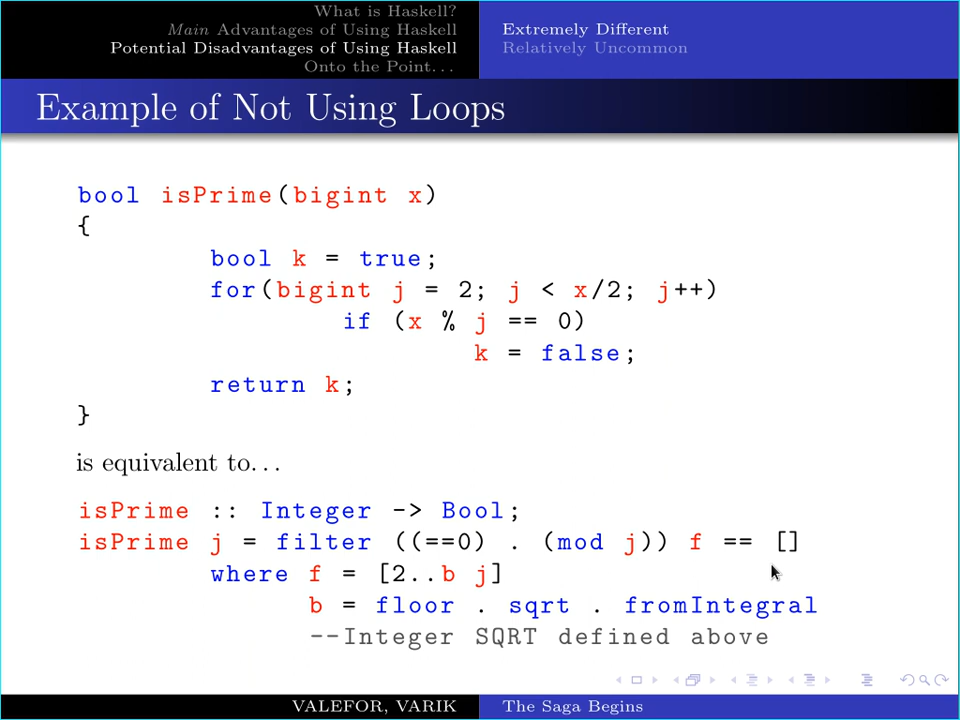 What is Haskell?
Main Advantages of Using Haskell
Potential Disadvantages of Using Haskell
Onto the Point. . .
Extremely Different
Relatively Uncommon
Example of Not Using Loops
bool isPrime(bigint x)
{
bool k = true;
for(bigint j = 2; j < x/2; j++)
if (x % j == 0)
k = false;
return k;
}
is equivalent to. . .
isPrime :: Integer -> Bool;
isPrime j = filter ((==0) . (mod j)) f == []
where f = [2..b j]
b = floor . sqrt . fromIntegral
--Integer SQRT defined above
VALEFOR, VARIK
The Saga Begins